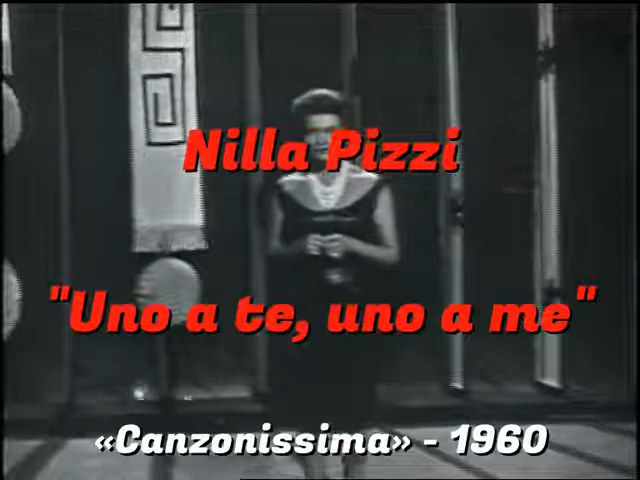 Nilla Pizzi
"Uno a te, uno a me"
«Canzonissima» - 1960